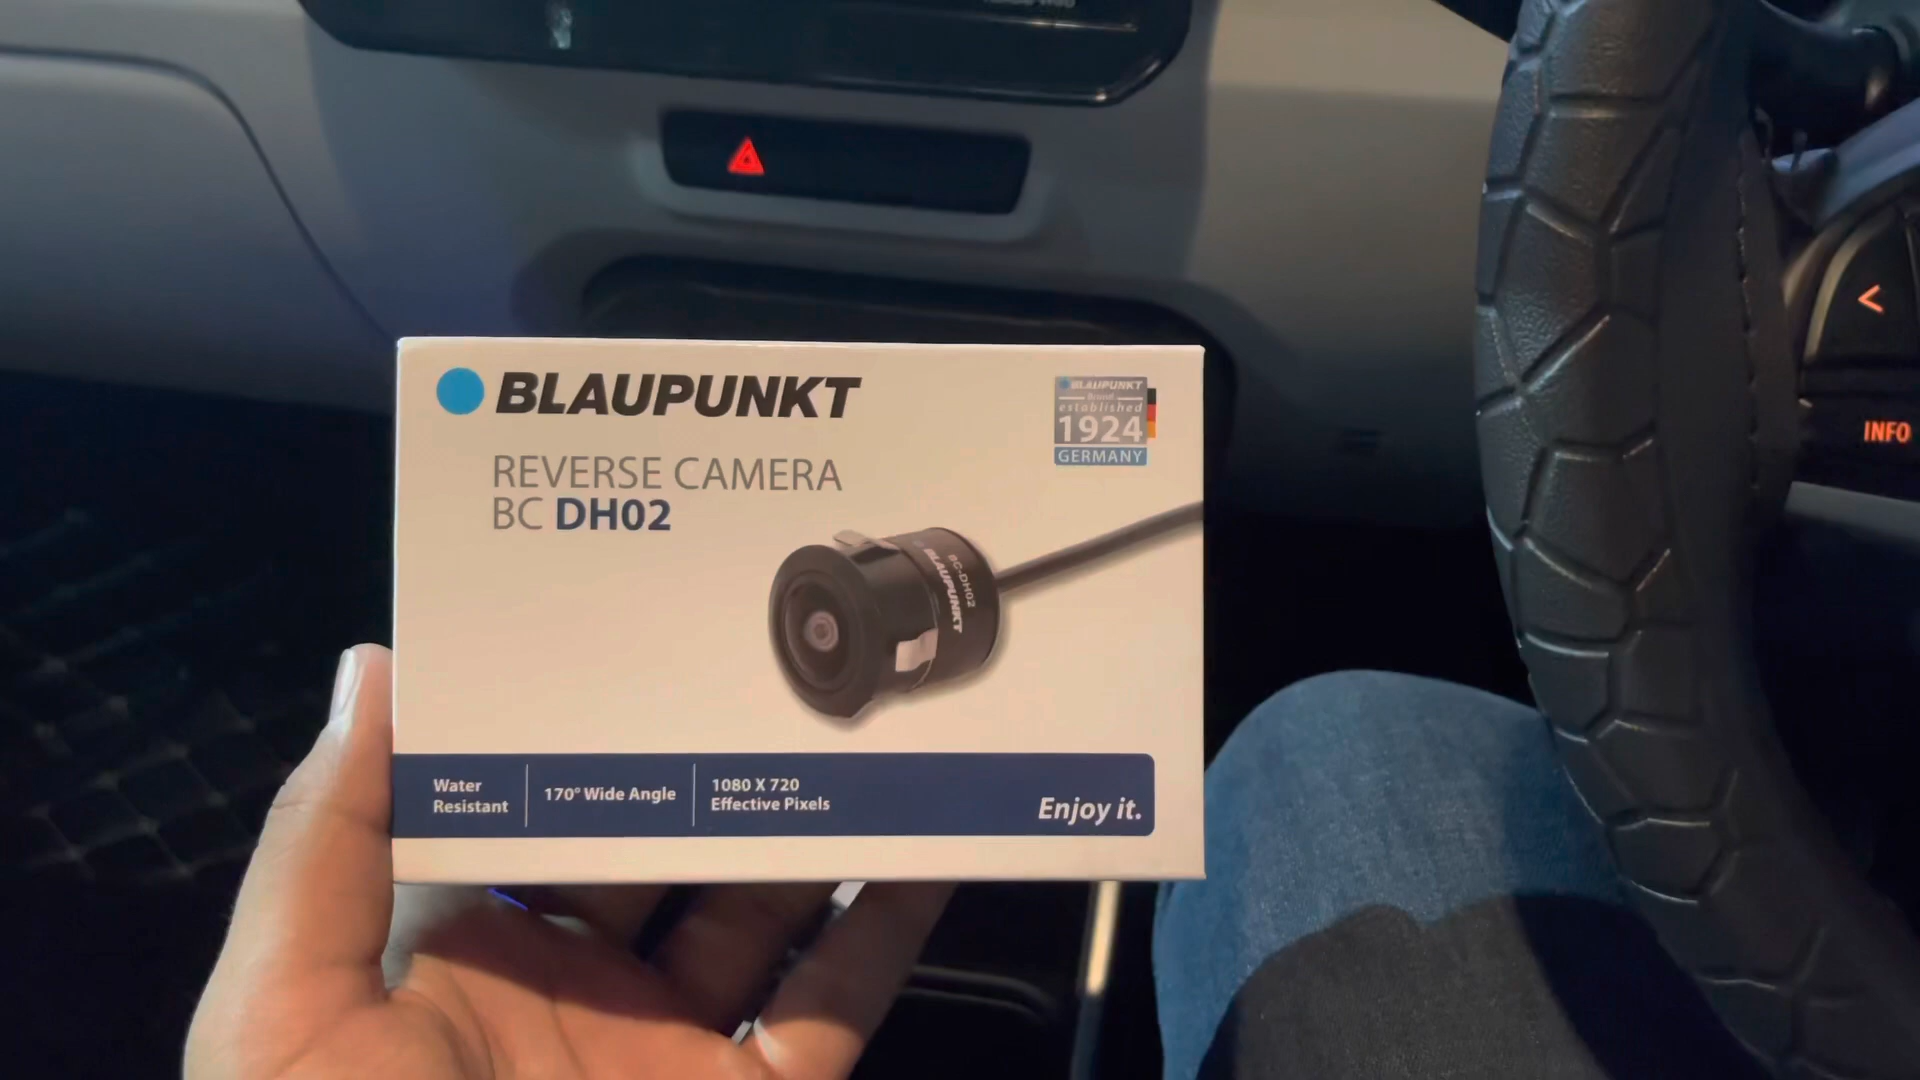 BLAUPUNKT
REVERSE CAMERA
BC DH02
BLAUPUNKT
Brand
established
1924
GERMANY
BC-DH02
BLAUPUNKT
Water
Resistant
170° Wide Angle
1080 X 720
Effective Pixels
Enjoy it.
<
INFO